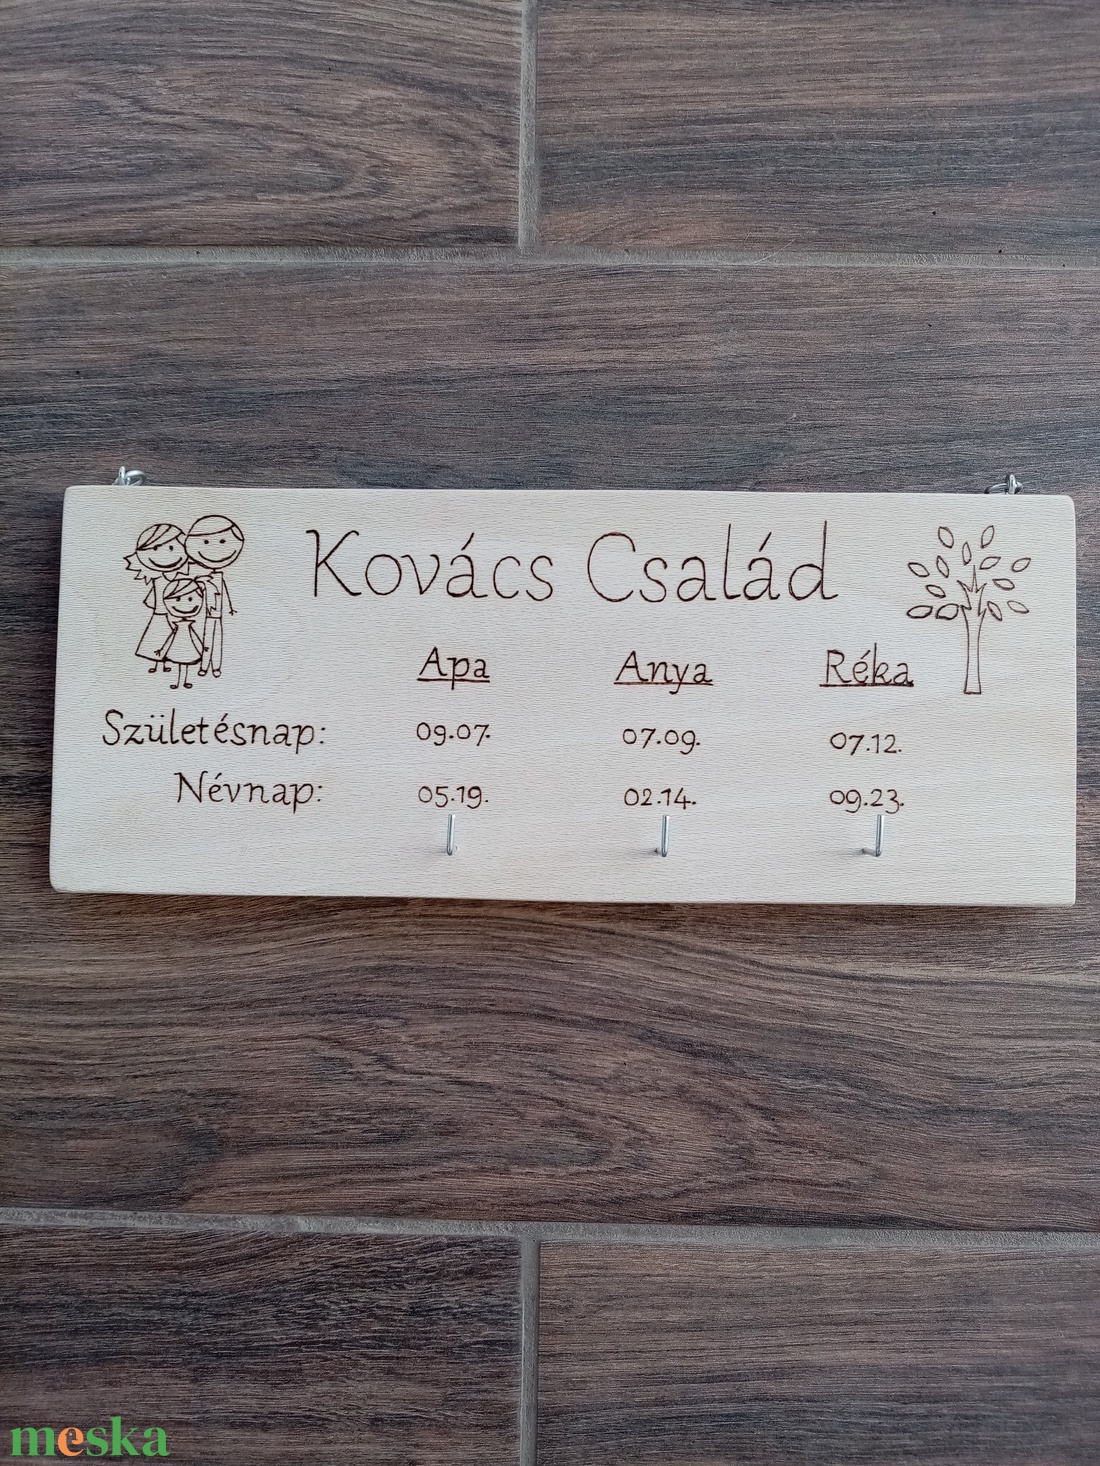 Kovács Család
Apa Anya Réka
Születésnap: 09.07. 07.09. 07.12.
Névnap: 05.19. 02.14. 09.23.
meska